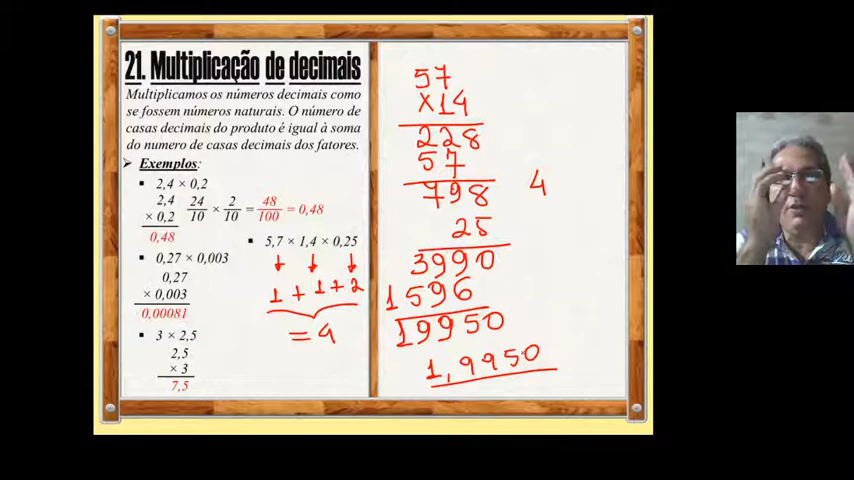 21. Multiplicação de decimais
Multiplicamos os números decimais como
se fossem números naturais. O número de
casas decimais do produto é igual à soma
do numero de casas decimais dos fatores.
➢ Exemplos:
▪ 2,4 × 0,2
2,4
× 0,2
0,48
24/10 × 2/10 = 48/100 = 0,48
▪ 0,27 × 0,003
0,27
× 0,003
0,00081
▪ 3 × 2,5
2,5
× 3
7,5
▪ 5,7 × 1,4 × 0,25
↓ ↓ ↓
1 + 1 + 2
= 4
57
×14
228
57
798
4
25
3990
1596
19950
1,9950